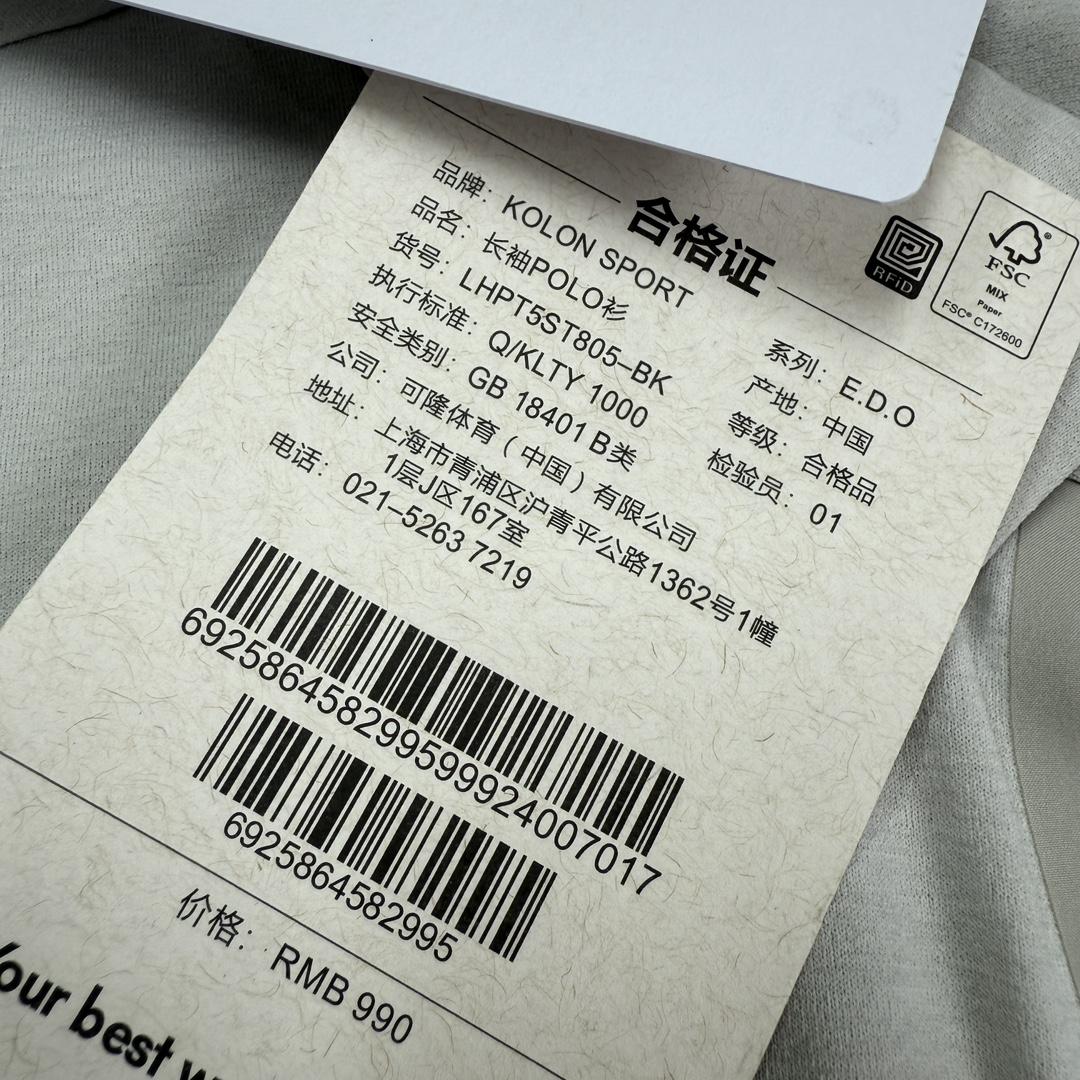 合格证
RFiD
FSC®
MIX
Paper
FSC® C172600
品牌：KOLON SPORT
品名：长袖POLO衫
货号：LHPT5ST805–BK
执行标准：Q/KLTY 1000
安全类别：GB 18401 B类
公司：可隆体育（中国）有限公司
地址：上海市青浦区沪青平公路1362号1幢
1层J区167室
电话：021–5263 7219
系列：E.D.O
产地：中国
等级：合格品
检验员：01
692586458299599924007017
6925864582995
价格：RMB 990
Your best